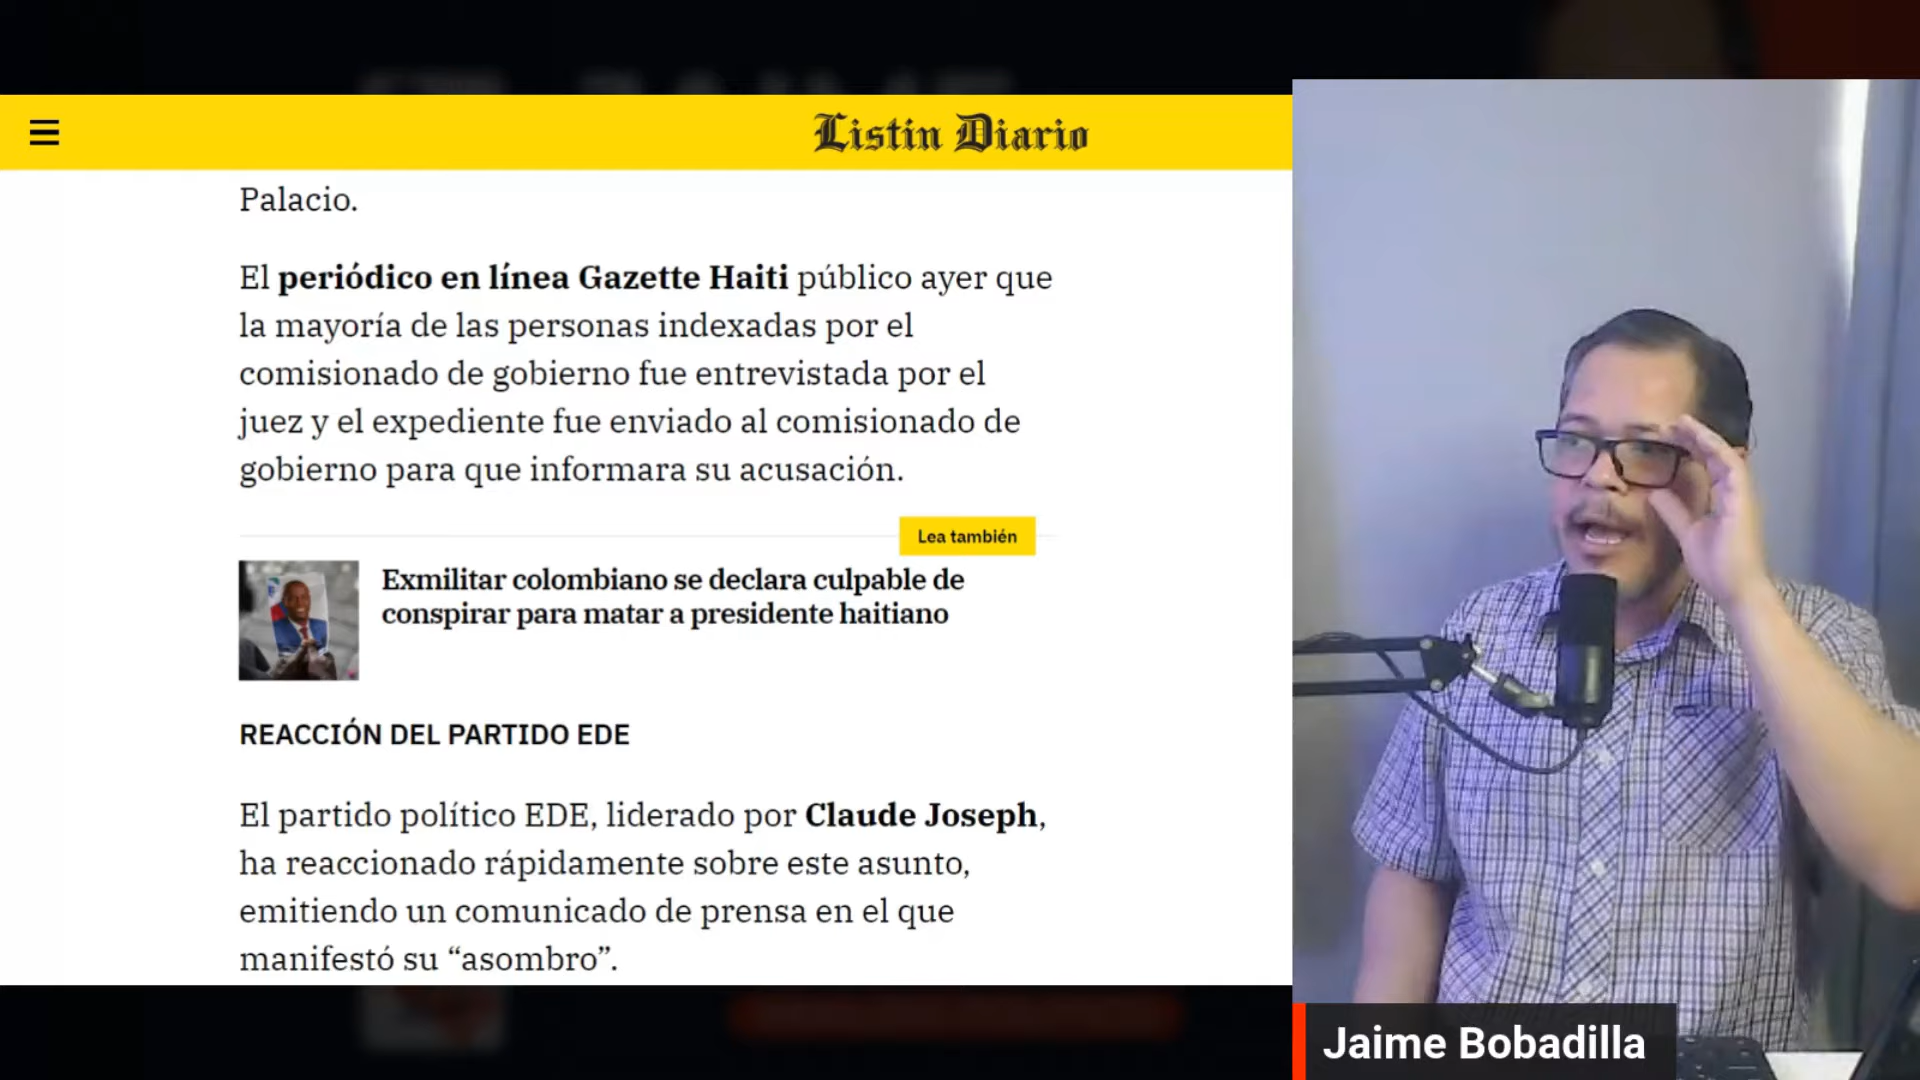 Listin Diario
Palacio.
El periódico en línea Gazette Haiti público ayer que
la mayoría de las personas indexadas por el
comisionado de gobierno fue entrevistada por el
juez y el expediente fue enviado al comisionado de
gobierno para que informara su acusación.
Lea también
Exmilitar colombiano se declara culpable de
conspirar para matar a presidente haitiano
REACCIÓN DEL PARTIDO EDE
El partido político EDE, liderado por Claude Joseph,
ha reaccionado rápidamente sobre este asunto,
emitiendo un comunicado de prensa en el que
manifestó su “asombro”.
Jaime Bobadilla